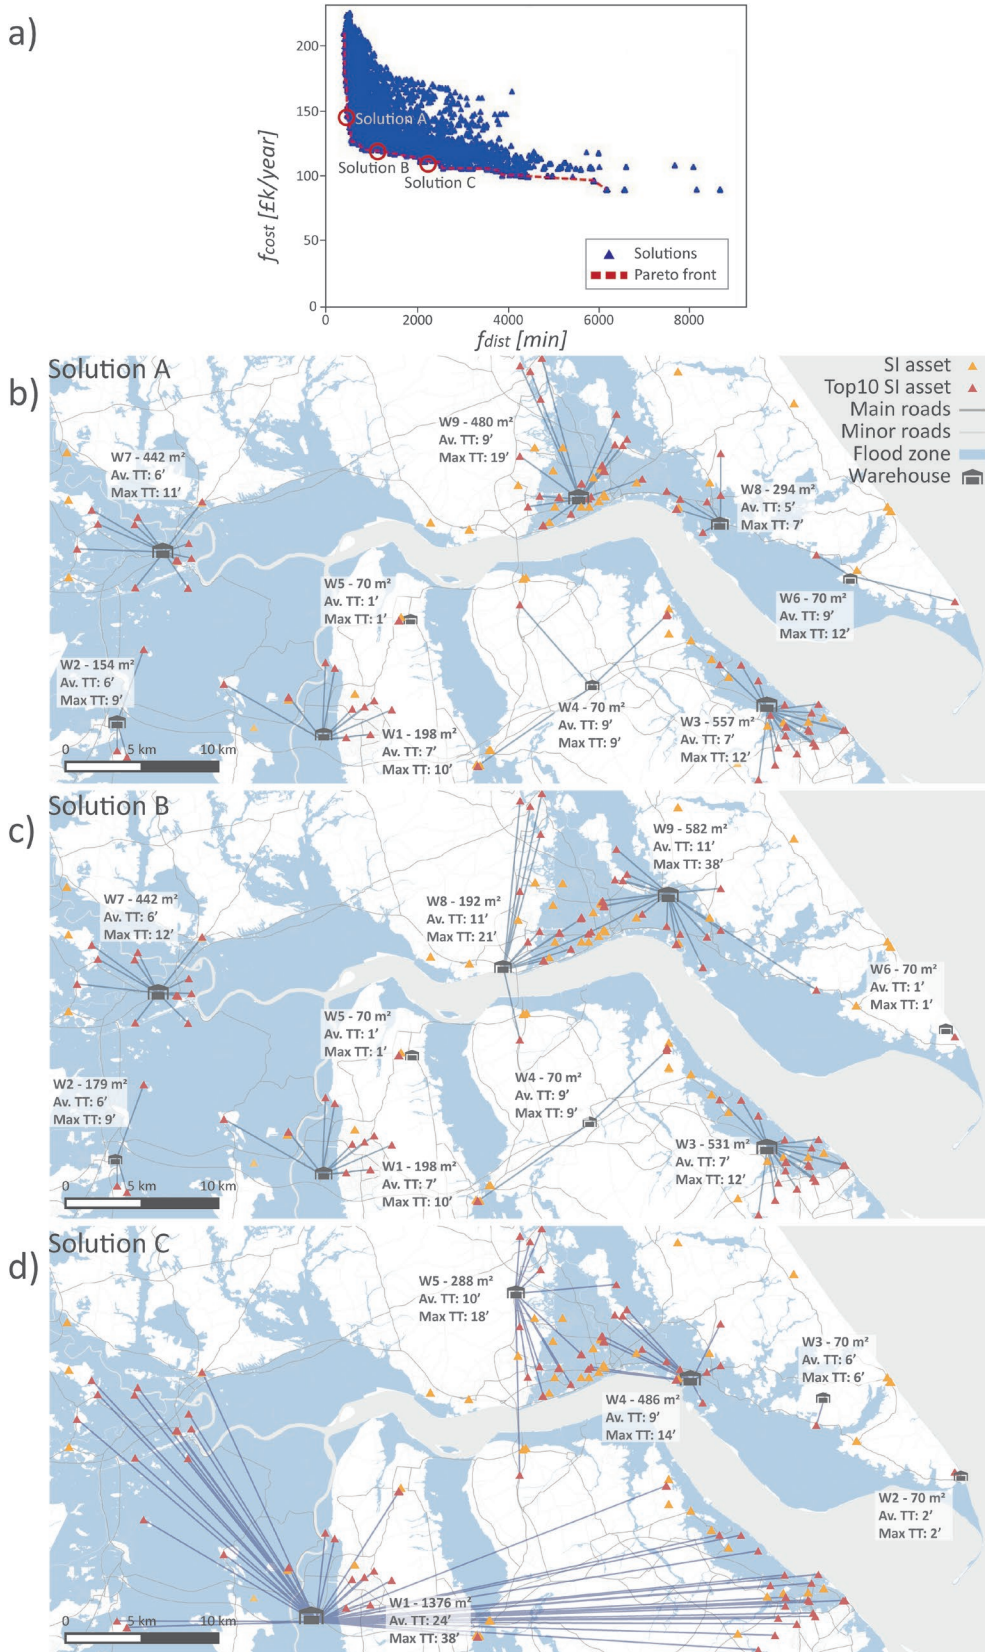 a)
200
150
100
50
0
fcost [£k/year]
Solution A
Solution B
Solution C
Solutions
Pareto front
0
2000
4000
6000
8000
fdist [min]
b)
Solution A
SI asset
Top10 SI asset
Main roads
Minor roads
Flood zone
Warehouse
W9 - 480 m²
Av. TT: 9'
Max TT: 19'
W7 - 442 m²
Av. TT: 6'
Max TT: 11'
W8 - 294 m²
Av. TT: 5'
Max TT: 7'
W5 - 70 m²
Av. TT: 1'
Max TT: 1'
W6 - 70 m²
Av. TT: 9'
Max TT: 12'
W2 - 154 m²
Av. TT: 6'
Max TT: 9'
W4 - 70 m²
Av. TT: 9'
Max TT: 9'
W3 - 557 m²
Av. TT: 7'
Max TT: 12'
W1 - 198 m²
Av. TT: 7'
Max TT: 10'
0
5 km
10 km
c)
Solution B
W9 - 582 m²
Av. TT: 11'
Max TT: 38'
W7 - 442 m²
Av. TT: 6'
Max TT: 12'
W8 - 192 m²
Av. TT: 11'
Max TT: 21'
W6 - 70 m²
Av. TT: 1'
Max TT: 1'
W5 - 70 m²
Av. TT: 1'
Max TT: 1'
W2 - 179 m²
Av. TT: 6'
Max TT: 9'
W4 - 70 m²
Av. TT: 9'
Max TT: 9'
W3 - 531 m²
Av. TT: 7'
Max TT: 12'
W1 - 198 m²
Av. TT: 7'
Max TT: 10'
0
5 km
10 km
d)
Solution C
W5 - 288 m²
Av. TT: 10'
Max TT: 18'
W3 - 70 m²
Av. TT: 6'
Max TT: 6'
W4 - 486 m²
Av. TT: 9'
Max TT: 14'
W2 - 70 m²
Av. TT: 2'
Max TT: 2'
W1 - 1376 m²
Av. TT: 24'
Max TT: 38'
0
5 km
10 km